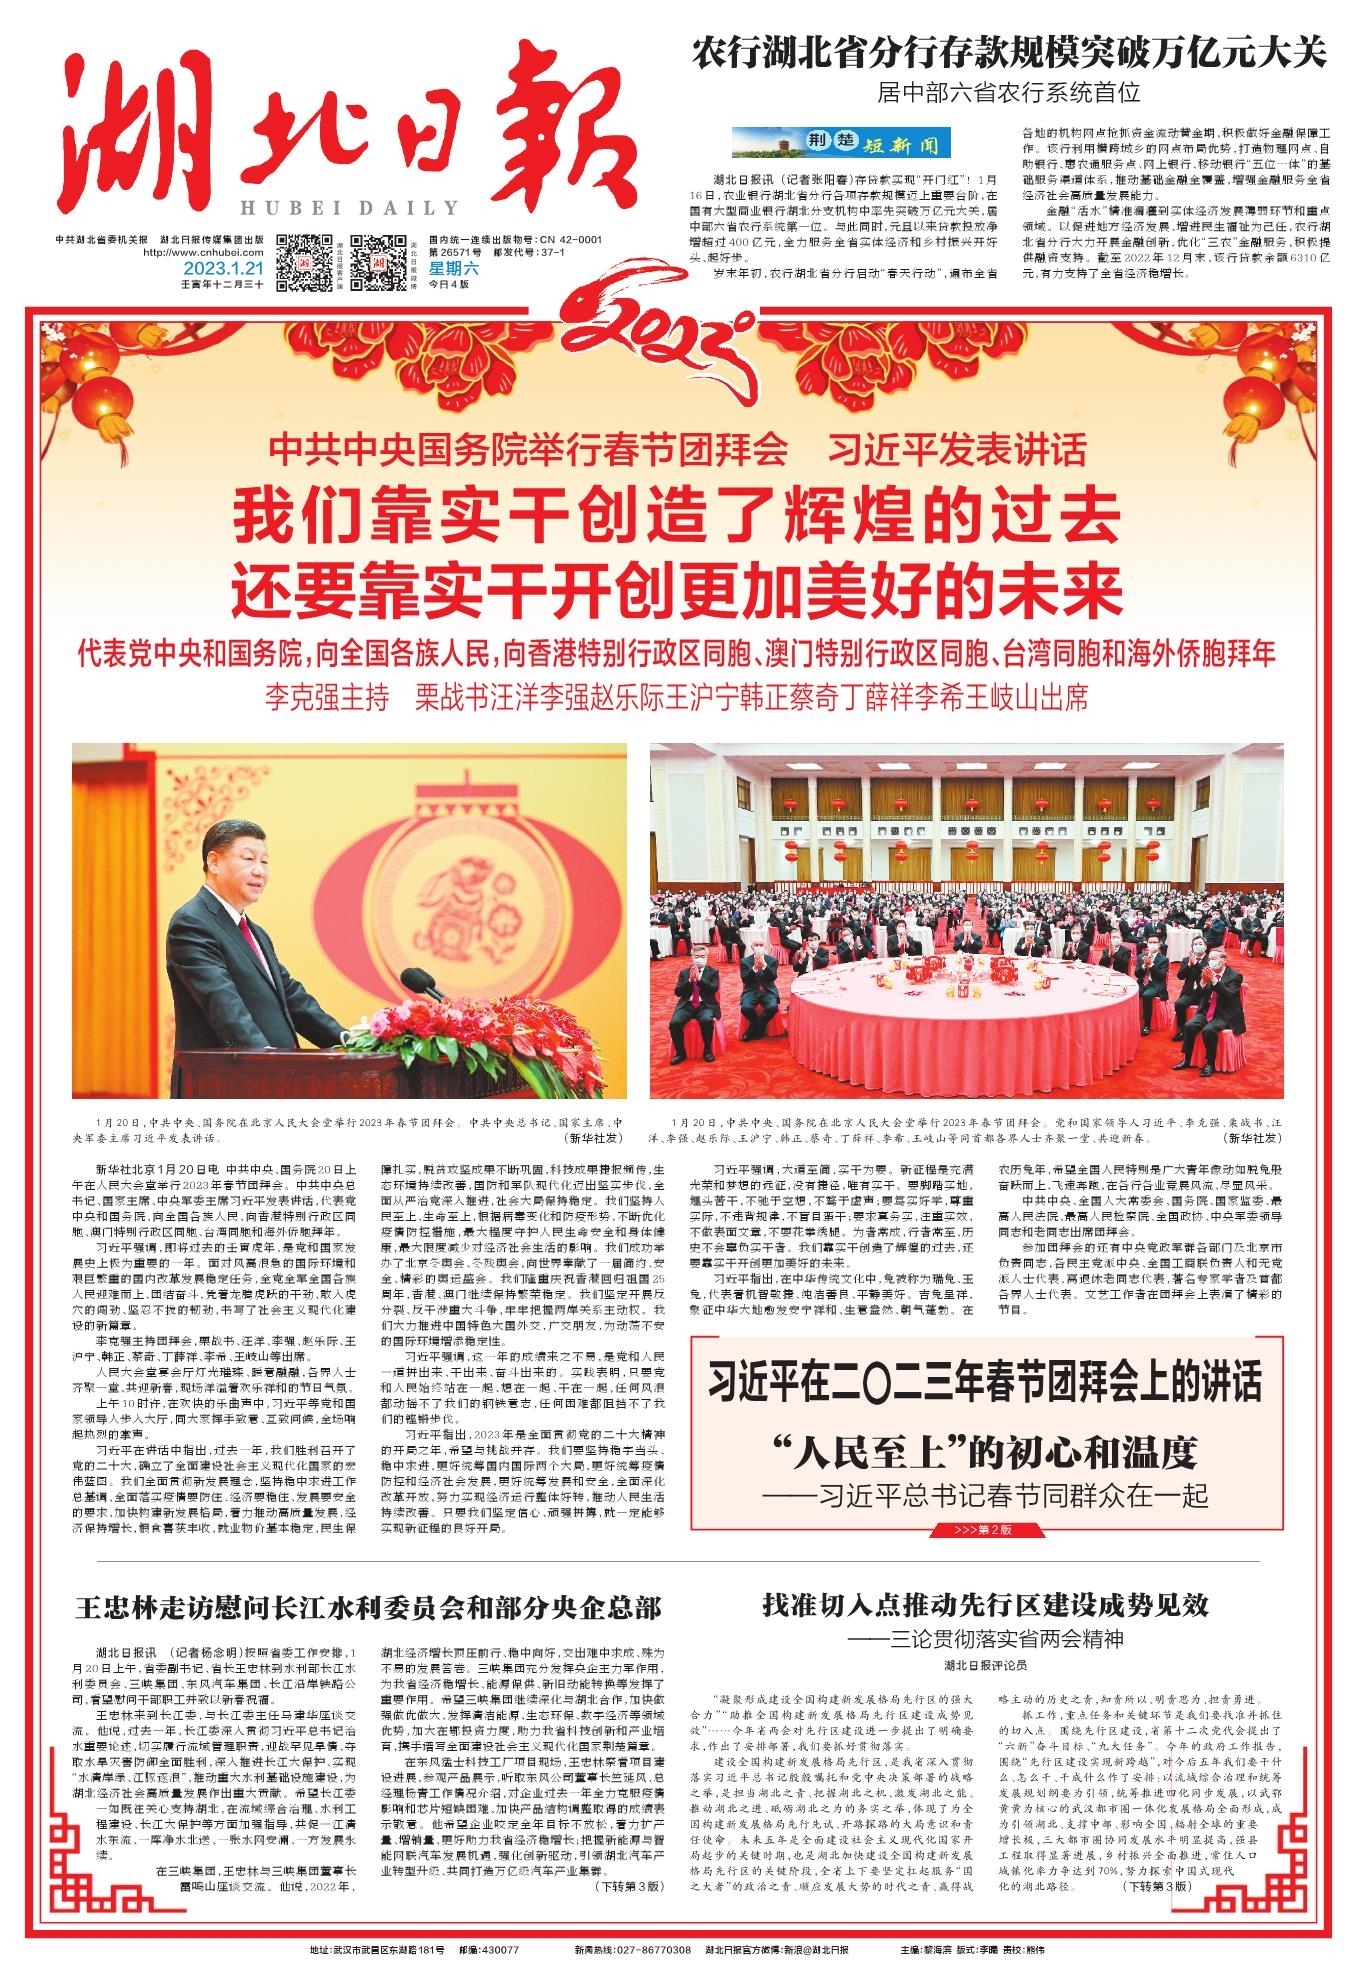 湖北日报
HUBEI DAILY
中共湖北省委机关报 湖北日报传媒集团出版
http://www.cnhubei.com
2023.1.21
壬寅年十二月三十
湖北日报客户端
湖北日报微博
国内统一连续出版物号:CN 42-0001
第26571号 邮发代号:37-1
星期六
今日4版
农行湖北省分行存款规模突破万亿元大关
居中部六省农行系统首位
荆楚短新闻
湖北日报讯(记者张阳春)存贷款实现“开门红”!1月
16日,农业银行湖北省分行各项存款规模迈上重要台阶,在
国有大型商业银行湖北分支机构中率先突破万亿元大关,居
中部六省农行系统第一位。与此同时,元旦以来贷款投放净
增超过400亿元,全力服务全省实体经济和乡村振兴开好
头、起好步。
岁末年初,农行湖北省分行启动“春天行动”,遍布全省
各地的机构网点抢抓资金流动黄金期,积极做好金融保障工
作。该行利用横跨城乡的网点布局优势,打造物理网点、自
助银行、惠农通服务点、网上银行、移动银行“五位一体”的基
础服务渠道体系,推动基础金融全覆盖,增强金融服务全省
经济社会高质量发展能力。
金融“活水”精准滴灌到实体经济发展薄弱环节和重点
领域。以促进地方经济发展、增进民生福祉为己任,农行湖
北省分行大力开展金融创新,优化“三农”金融服务,积极提
供融资支持。截至2022年12月末,该行贷款余额6310亿
元,有力支持了全省经济稳增长。
2023
中共中央国务院举行春节团拜会 习近平发表讲话
我们靠实干创造了辉煌的过去
还要靠实干开创更加美好的未来
代表党中央和国务院,向全国各族人民,向香港特别行政区同胞、澳门特别行政区同胞、台湾同胞和海外侨胞拜年
李克强主持 栗战书汪洋李强赵乐际王沪宁韩正蔡奇丁薛祥李希王岐山出席
1月20日,中共中央、国务院在北京人民大会堂举行2023年春节团拜会。中共中央总书记、国家主席、中
央军委主席习近平发表讲话。 (新华社发)
1月20日,中共中央、国务院在北京人民大会堂举行2023年春节团拜会。党和国家领导人习近平、李克强、栗战书、汪
洋、李强、赵乐际、王沪宁、韩正、蔡奇、丁薛祥、李希、王岐山等同首都各界人士齐聚一堂、共迎新春。 (新华社发)
新华社北京1月20日电 中共中央、国务院20日上
午在人民大会堂举行2023年春节团拜会。中共中央总
书记、国家主席、中央军委主席习近平发表讲话,代表党
中央和国务院,向全国各族人民,向香港特别行政区同
胞、澳门特别行政区同胞、台湾同胞和海外侨胞拜年。
习近平强调,即将过去的壬寅虎年,是党和国家发
展史上极为重要的一年。面对风高浪急的国际环境和
艰巨繁重的国内改革发展稳定任务,全党全军全国各族
人民迎难而上、团结奋斗,凭着龙腾虎跃的干劲、敢入虎
穴的闯劲、坚忍不拔的韧劲,书写了社会主义现代化建
设的新篇章。
李克强主持团拜会,栗战书、汪洋、李强、赵乐际、王
沪宁、韩正、蔡奇、丁薛祥、李希、王岐山等出席。
人民大会堂宴会厅灯光璀璨、暖意融融,各界人士
齐聚一堂、共迎新春,现场洋溢着欢乐祥和的节日气氛。
上午10时许,在欢快的乐曲声中,习近平等党和国
家领导人步入大厅,同大家挥手致意、互致问候,全场响
起热烈的掌声。
习近平在讲话中指出,过去一年,我们胜利召开了
党的二十大,确立了全面建设社会主义现代化国家的宏
伟蓝图。我们全面贯彻新发展理念,坚持稳中求进工作
总基调,全面落实疫情要防住、经济要稳住、发展要安全
的要求,加快构建新发展格局,着力推动高质量发展,经
济保持增长,粮食喜获丰收,就业物价基本稳定,民生保
障扎实,脱贫攻坚成果不断巩固,科技成果捷报频传,生
态环境持续改善,国防和军队现代化迈出坚实步伐,全
面从严治党深入推进,社会大局保持稳定。我们坚持人
民至上、生命至上,根据病毒变化和防疫形势,不断优化
疫情防控措施,最大程度守护人民生命安全和身体健
康,最大限度减少对经济社会生活的影响。我们成功举
办了北京冬奥会、冬残奥会,向世界奉献了一届简约、安
全、精彩的奥运盛会。我们隆重庆祝香港回归祖国25
周年,香港、澳门继续保持繁荣稳定。我们坚定开展反
分裂、反干涉重大斗争,牢牢把握两岸关系主动权。我
们大力推进中国特色大国外交,广交朋友,为动荡不安
的国际环境增添稳定性。
习近平强调,这一年的成绩来之不易,是党和人民
一道拼出来、干出来、奋斗出来的。实践表明,只要党
和人民始终站在一起、想在一起、干在一起,任何风浪
都动摇不了我们的钢铁意志,任何困难都阻挡不了我
们的铿锵步伐。
习近平指出,2023年是全面贯彻党的二十大精神
的开局之年,希望与挑战并存。我们要坚持稳字当头、
稳中求进,更好统筹国内国际两个大局,更好统筹疫情
防控和经济社会发展,更好统筹发展和安全,全面深化
改革开放,努力实现经济运行整体好转,推动人民生活
持续改善。只要我们坚定信心、顽强拼搏,就一定能够
实现新征程的良好开局。
习近平强调,大道至简,实干为要。新征程是充满
光荣和梦想的远征,没有捷径,唯有实干。要脚踏实地,
埋头苦干,不驰于空想,不骛于虚声;要笃实好学,尊重
实际,不违背规律,不盲目蛮干;要求真务实,注重实效,
不做表面文章,不耍花拳绣腿。为者常成,行者常至,历
史不会辜负实干者。我们靠实干创造了辉煌的过去,还
要靠实干开创更加美好的未来。
习近平指出,在中华传统文化中,兔被称为瑞兔、玉
兔,代表着机智敏捷、纯洁善良、平静美好。吉兔呈祥,
象征中华大地愈发安宁祥和、生意盎然、朝气蓬勃。在
农历兔年,希望全国人民特别是广大青年像动如脱兔般
奋跃而上、飞速奔跑,在各行各业竞展风流、尽显风采。
中共中央、全国人大常委会、国务院、国家监委、最
高人民法院、最高人民检察院、全国政协、中央军委领导
同志和老同志出席团拜会。
参加团拜会的还有中央党政军群各部门及北京市
负责同志,各民主党派中央、全国工商联负责人和无党
派人士代表,离退休老同志代表,著名专家学者及首都
各界人士代表。文艺工作者在团拜会上表演了精彩的
节目。
习近平在二〇二三年春节团拜会上的讲话
“人民至上”的初心和温度
——习近平总书记春节同群众在一起
>>>第2版
王忠林走访慰问长江水利委员会和部分央企总部
湖北日报讯 (记者杨念明)按照省委工作安排,1
月20日上午,省委副书记、省长王忠林到水利部长江水
利委员会、三峡集团、东风汽车集团、长江沿岸铁路公
司,看望慰问干部职工并致以新春祝福。
王忠林来到长江委,与长江委主任马建华座谈交
流。他说,过去一年,长江委深入贯彻习近平总书记治
水重要论述,切实履行流域管理职责,迎战罕见旱情、夺
取水旱灾害防御全面胜利,深入推进长江大保护、实现
“水清岸绿、江豚逐浪”,推动重大水利基础设施建设,为
湖北经济社会高质量发展作出重大贡献。希望长江委
一如既往关心支持湖北,在流域综合治理、水利工
程建设、长江大保护等方面加强协同,共促一江清
水东流、一库净水北送、一张水网安澜、一方发展永
续。
在三峡集团,王忠林与三峡集团董事长
雷鸣山座谈交流。他说,2022年,
湖北经济增长顶压前行、稳中向好,交出难中求成、殊为
不易的发展答卷。三峡集团充分发挥央企主力军作用,
为我省经济稳增长、能源保供、新旧动能转换等发挥了
重要作用。希望三峡集团继续深化与湖北合作,加快做
强做优做大,发挥清洁能源、生态环保、数字经济等领域
优势,加大在鄂投资力度,助力我省科技创新和产业培
育,携手谱写全面建设社会主义现代化国家荆楚篇章。
在东风猛士科技工厂项目现场,王忠林察看项目建
设进展,参观产品展示,听取东风公司董事长竺延风、总
经理杨青工作情况介绍,对企业过去一年全力克服疫情
影响和芯片短缺困难、加快产品结构调整取得的成绩表
示敬意。他希望企业咬定全年目标不放松,着力扩产
量、增销量,更好助力我省经济稳增长;把握新能源与智
能网联汽车发展机遇,强化创新驱动,引领湖北汽车产
业转型升级、共同打造万亿级汽车产业集群。
(下转第3版)
找准切入点推动先行区建设成势见效
——三论贯彻落实省两会精神
湖北日报评论员
“凝聚形成建设全国构建新发展格局先行区的强大
合力”“助推全国构建新发展格局先行区建设成势见
效”……今年省两会对先行区建设进一步提出了明确要
求,作出了安排部署,我们要抓好贯彻落实。
建设全国构建新发展格局先行区,是我省深入贯彻
落实习近平总书记殷殷嘱托和党中央决策部署的战略
之举,是担当湖北之责、把握湖北之机、激发湖北之能、
推动湖北之进、砥砺湖北之为的务实之举,体现了为全
国构建新发展格局先行先试、开路探路的大局意识和责
任使命。未来五年是全面建设社会主义现代化国家开
局起步的关键时期,也是湖北加快建设全国构建新发展
格局先行区的关键阶段,全省上下要坚定扛起服务“国
之大者”的政治之责、顺应发展大势的时代之责、赢得战
略主动的历史之责,知责所以、明责思为、担责勇进。
抓工作,重点任务和关键环节是我们要找准并抓住
的切入点。围绕先行区建设,省第十二次党代会提出了
“六新”奋斗目标、“九大任务”。今年的政府工作报告,
围绕“先行区建设实现新跨越”,对今后五年我们要干什
么、怎么干、干成什么作了安排:以流域综合治理和统筹
发展规划纲要为引领,统筹推进四化同步发展,以武鄂
黄黄为核心的武汉都市圈一体化发展格局全面形成,成
为引领湖北、支撑中部、影响全国、辐射全球的重要
增长极,三大都市圈协同发展水平明显提高,强县
工程取得显著进展,乡村振兴全面推进,常住人口
城镇化率力争达到70%,努力探索中国式现代
化的湖北路径。 (下转第3版)
地址:武汉市武昌区东湖路181号 邮编:430077 新闻热线:027-86770308 湖北日报官方微博:新浪@湖北日报 主编:黎海滨 版式:李曙 责校:熊伟